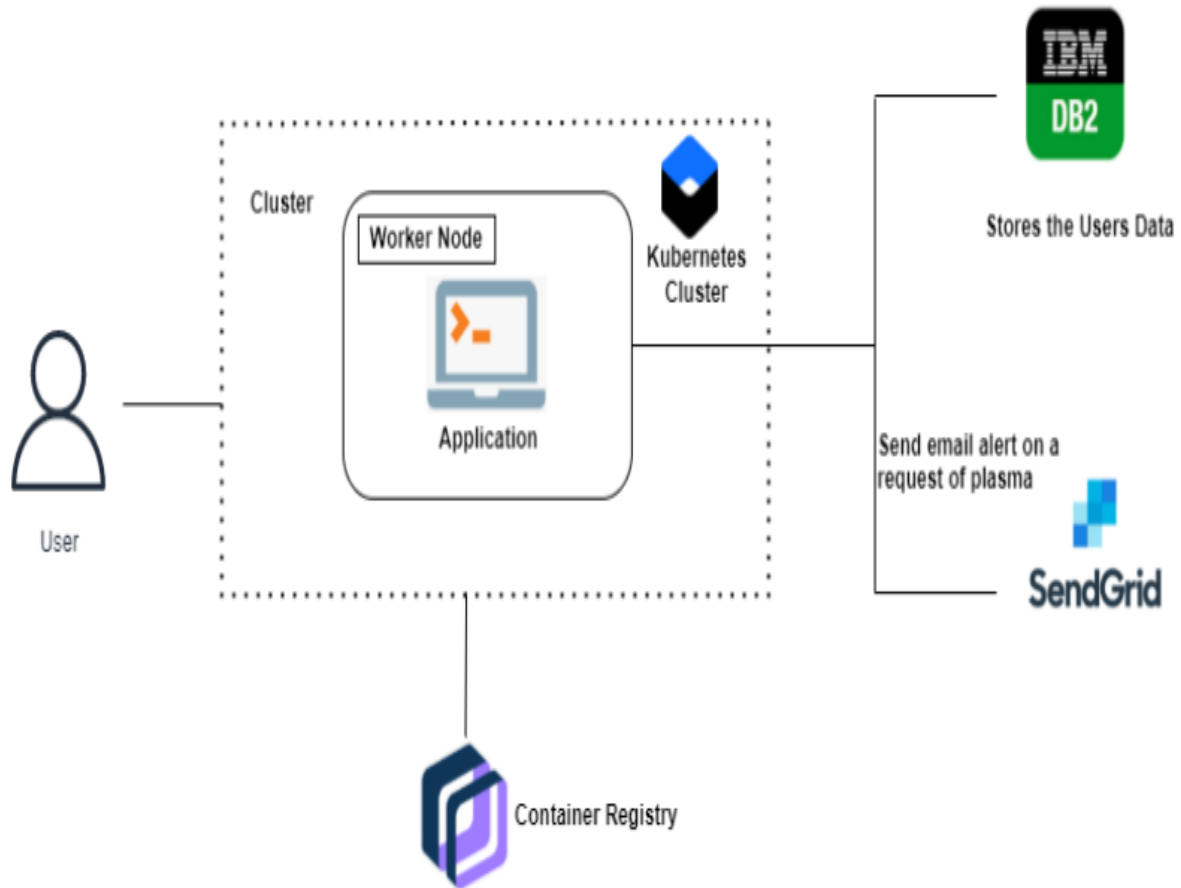 IBM
DB2
Stores the Users Data
Cluster
Worker Node
Kubernetes
Cluster
Application
User
Send email alert on a
request of plasma
SendGrid
Container Registry